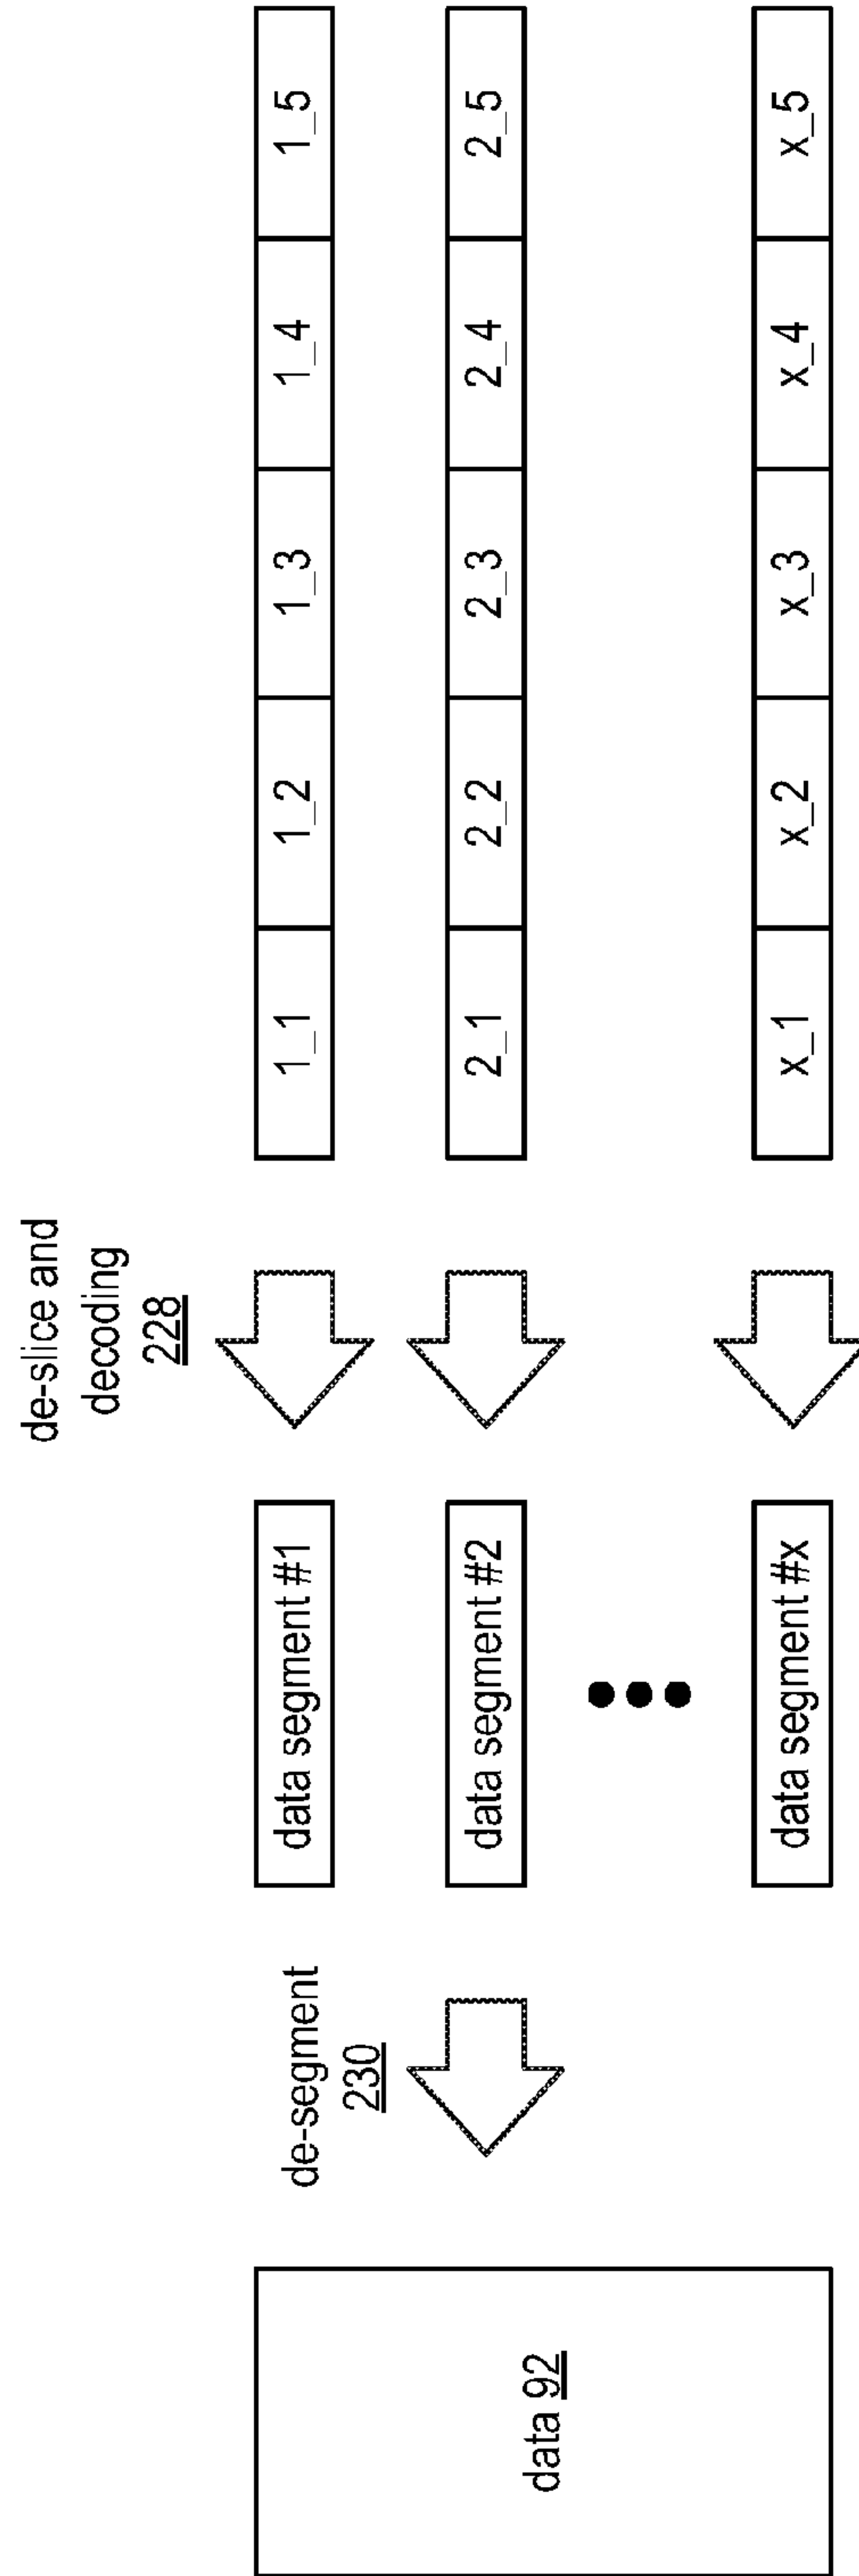 de-slice and
decoding
228
de-segment
230
data 92
data segment #1
1_1
1_2
1_3
1_4
1_5
data segment #2
2_1
2_2
2_3
2_4
2_5
data segment #x
x_1
x_2
x_3
x_4
x_5